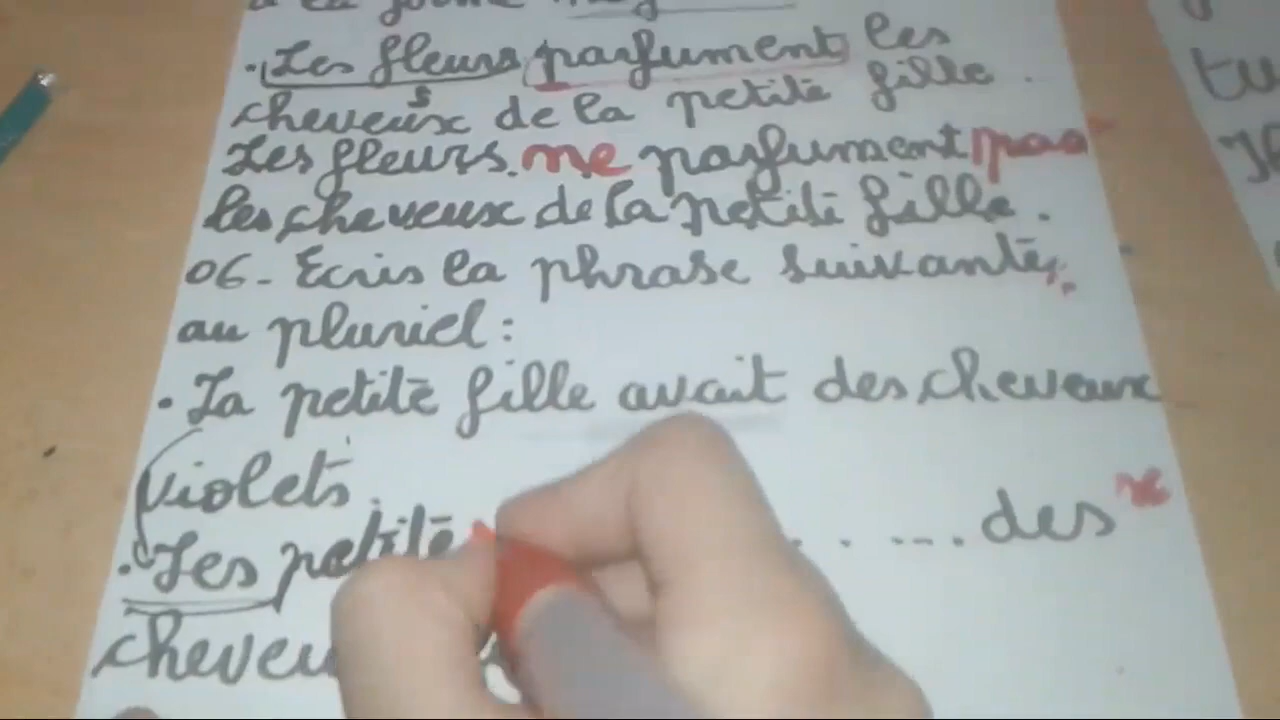 . Les fleurs parfument les
s
cheveux de la petite fille.
Les fleurs ne parfument pas
les cheveux de la petite fille.
06- Ecris la phrase suivante
au pluriel:
. La petite fille avait des cheveux
violets.
. Les petite . . .... des
cheveu
tu